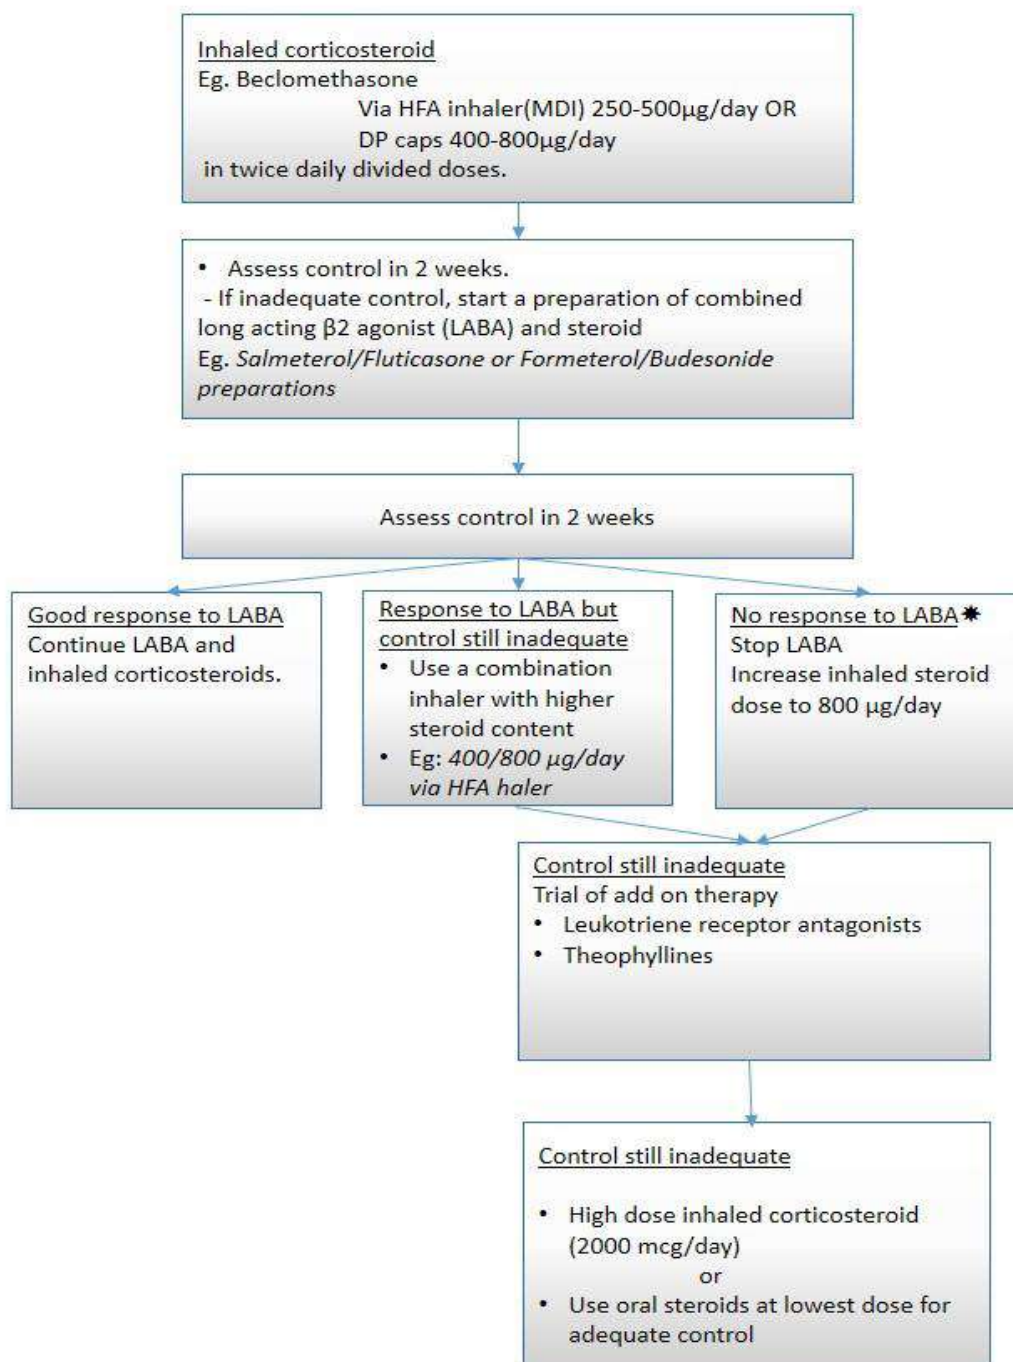 Inhaled corticosteroid
Eg. Beclomethasone
Via HFA inhaler(MDI) 250-500µg/day OR
DP caps 400-800µg/day
in twice daily divided doses.
• Assess control in 2 weeks.
- If inadequate control, start a preparation of combined
long acting β2 agonist (LABA) and steroid
Eg. Salmeterol/Fluticasone or Formeterol/Budesonide
preparations
Assess control in 2 weeks
Good response to LABA
Continue LABA and
inhaled corticosteroids.
Response to LABA but
control still inadequate
• Use a combination
inhaler with higher
steroid content
• Eg: 400/800 µg/day
via HFA haler
No response to LABA✸
Stop LABA
Increase inhaled steroid
dose to 800 µg/day
Control still inadequate
Trial of add on therapy
• Leukotriene receptor antagonists
• Theophyllines
Control still inadequate
• High dose inhaled corticosteroid
(2000 mcg/day)
or
• Use oral steroids at lowest dose for
adequate control